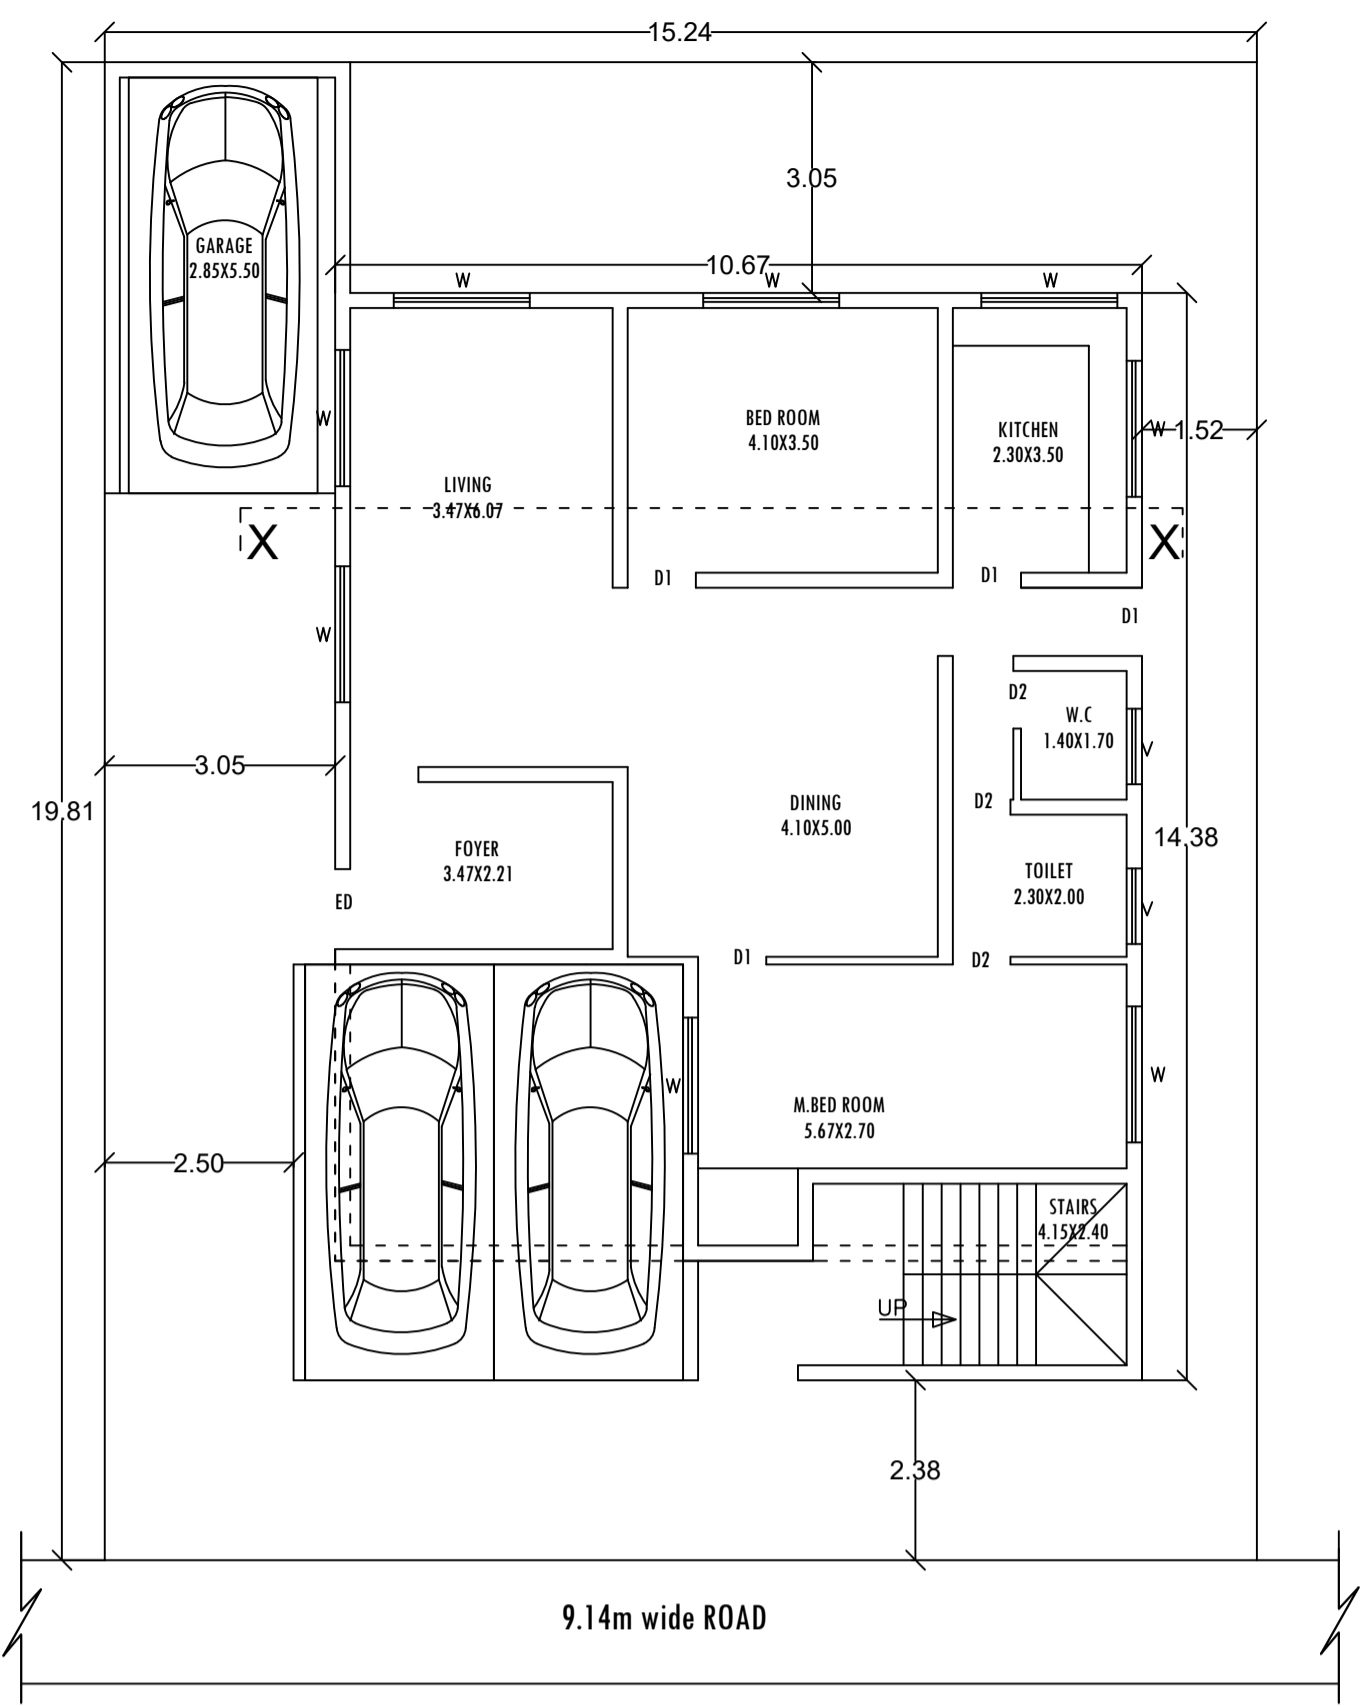 15.24
3.05
GARAGE
2.85X5.50
10.67
W
W
W
BED ROOM
4.10X3.50
KITCHEN
2.30X3.50
W
W
1.52
LIVING
3.47X6.07
X
X
D1
D1
D1
W
D2
W.C
1.40X1.70
V
3.05
19.81
DINING
4.10X5.00
D2
14.38
FOYER
3.47X2.21
TOILET
2.30X2.00
ED
V
D1
D2
W
W
M.BED ROOM
5.67X2.70
2.50
STAIRS
4.15X2.40
UP
2.38
9.14m wide ROAD